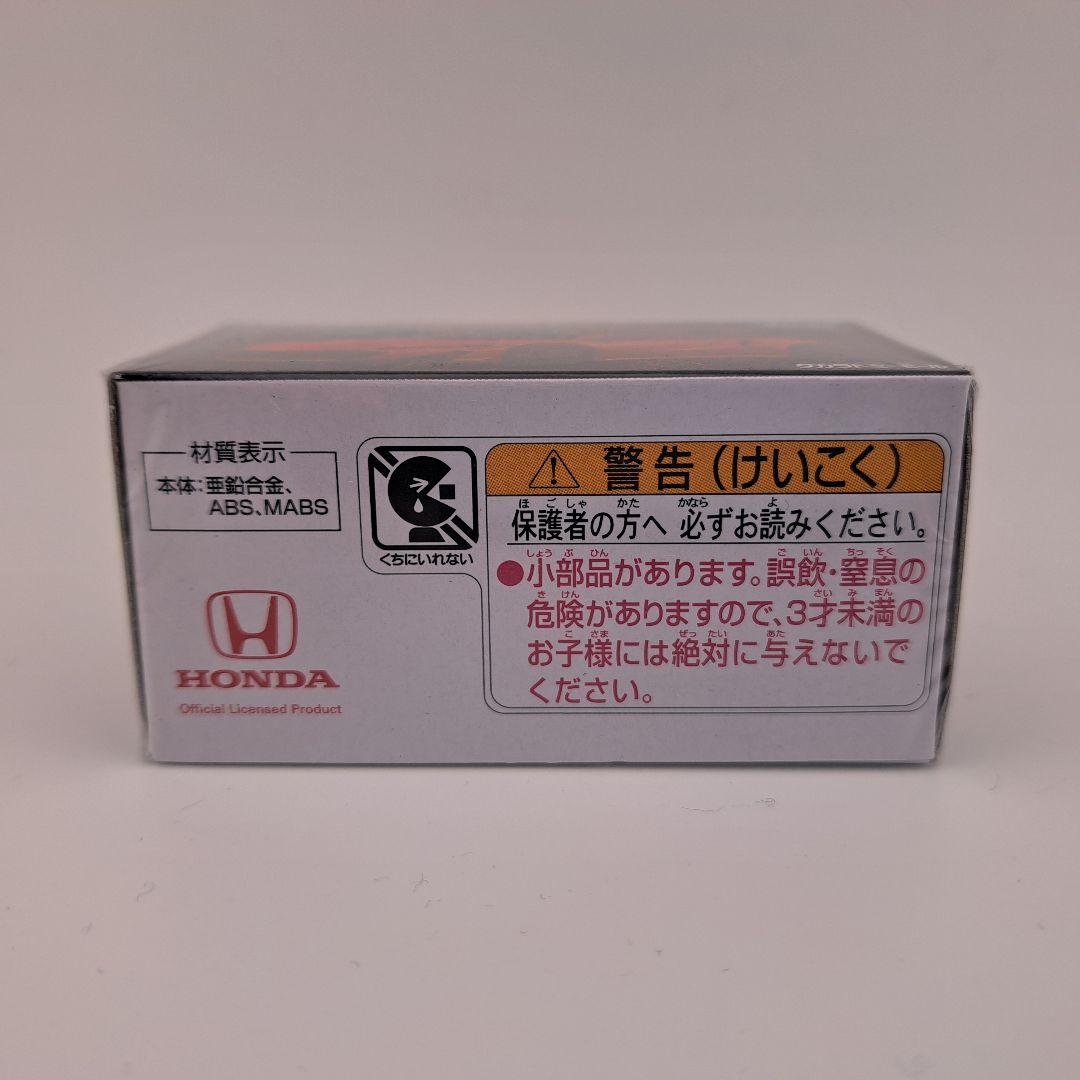 材質表示
本体：亜鉛合金、
ABS、MABS
HONDA
Official Licensed Product
くちにいれない
警告（けいこく）
ほごしゃ かた かなら よ
保護者の方へ 必ずお読みください。
しょうぶひん ごいん ちっそく
●小部品があります。誤飲・窒息の
きけん さいみまん
危険がありますので、3才未満の
こさま ぜったい あた
お子様には絶対に与えないで
ください。